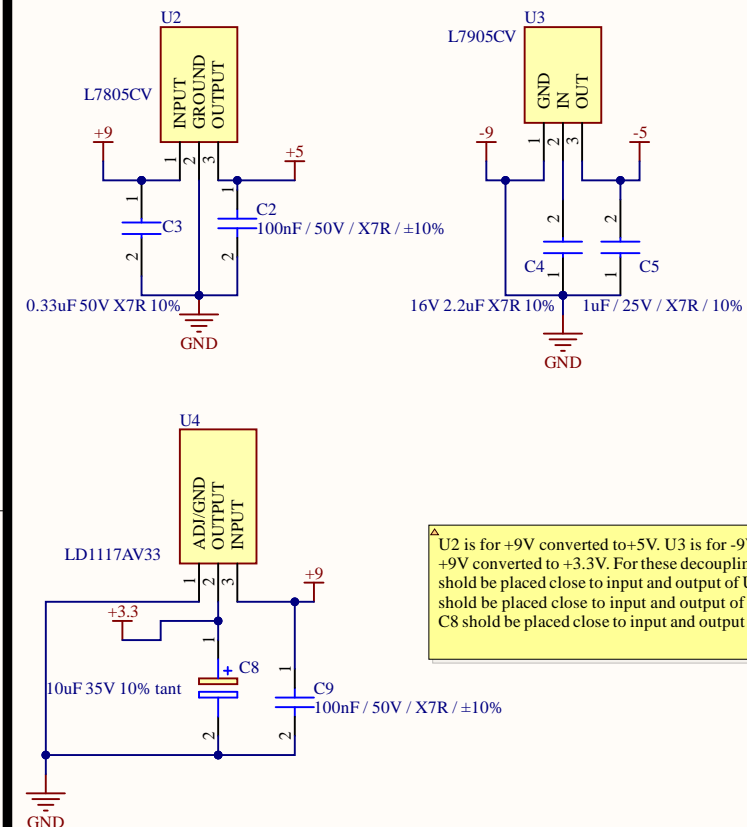 U2
L7805CV
INPUT
GROUND
OUTPUT
+9
1
2
3
+5
1
C3
2
1
C2
100nF / 50V / X7R / ±10%
2
0.33uF 50V X7R 10%
GND
U3
L7905CV
GND
IN
OUT
-9
1
2
3
-5
2
C4
1
2
C5
1
16V 2.2uF X7R 10%
1uF / 25V / X7R / 10%
GND
U4
LD1117AV33
ADJ/GND
OUTPUT
INPUT
1
2
3
+9
+3.3
1
+
C8
10uF 35V 10% tant
2
1
C9
100nF / 50V / X7R / ±10%
2
GND
U2 is for +9V converted to+5V. U3 is for -9V
+9V converted to +3.3V. For these decouplin
shold be placed close to input and output of U
shold be placed close to input and output of
C8 shold be placed close to input and output